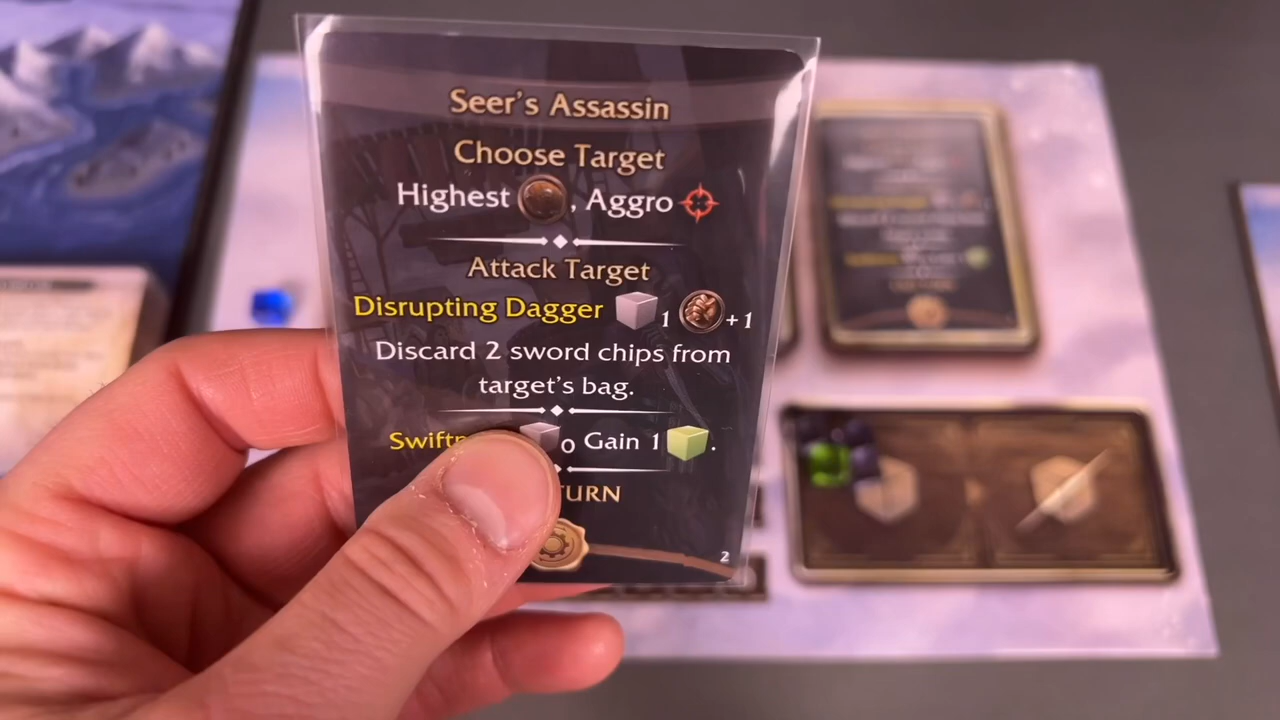 Seer's Assassin
Choose Target
Highest , Aggro
Attack Target
Disrupting Dagger 1 +1
Discard 2 sword chips from
target's bag.
0 Gain 1 .
2